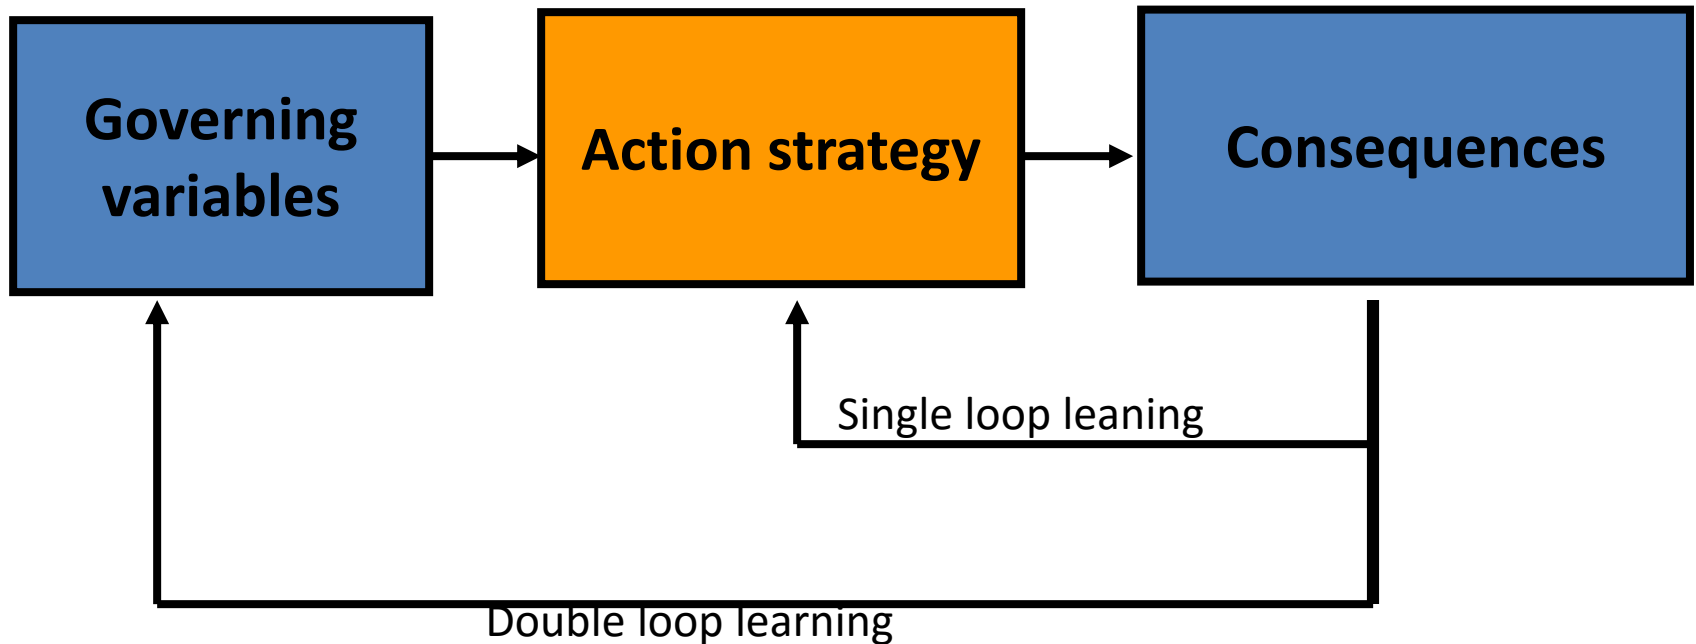 Governing
variables
Action strategy
Consequences
Single loop leaning
Double loop learning